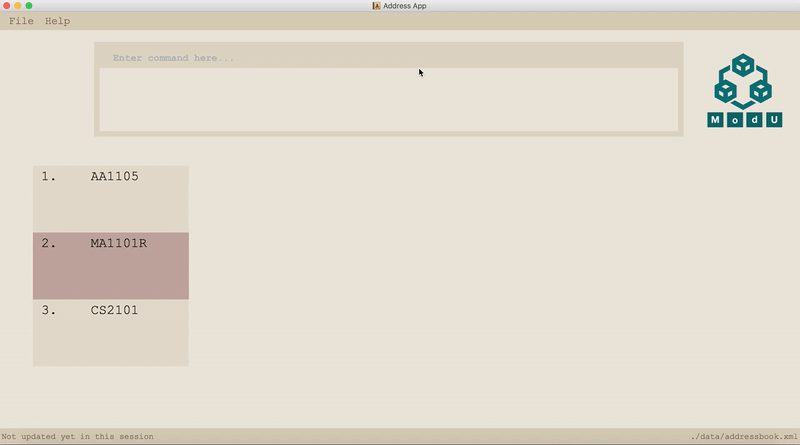 Address App
File Help
Enter command here...
M o d U
1. AA1105
2. MA1101R
3. CS2101
Not updated yet in this session
./data/addressbook.xml